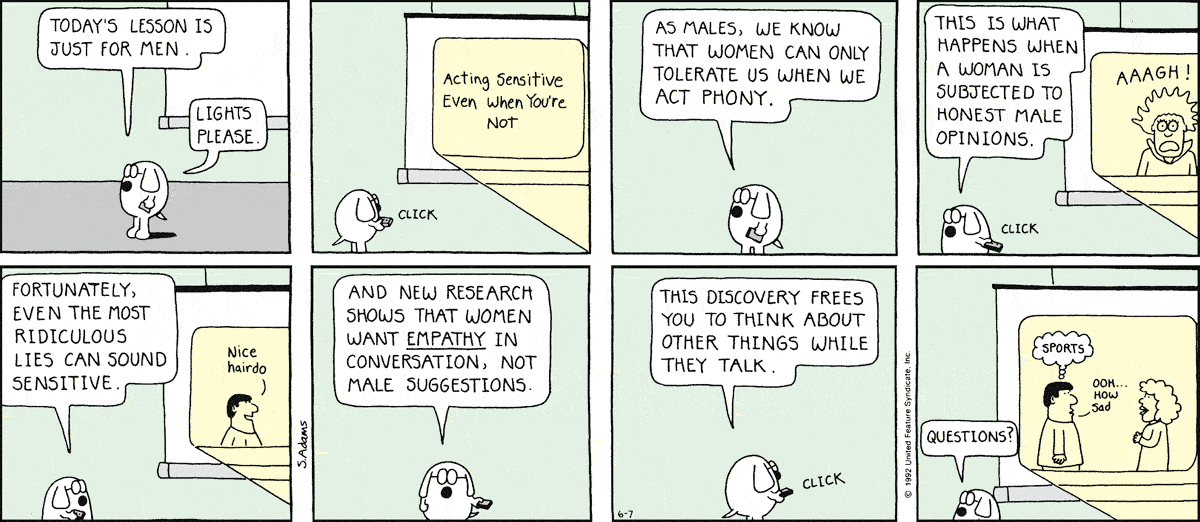 TODAY'S LESSON IS
JUST FOR MEN.
LIGHTS
PLEASE.
Acting Sensitive
Even When You're
Not
CLICK
AS MALES, WE KNOW
THAT WOMEN CAN ONLY
TOLERATE US WHEN WE
ACT PHONY.
THIS IS WHAT
HAPPENS WHEN
A WOMAN IS
SUBJECTED TO
HONEST MALE
OPINIONS.
AAAGH!
CLICK
FORTUNATELY,
EVEN THE MOST
RIDICULOUS
LIES CAN SOUND
SENSITIVE.
Nice
hairdo
S.Adams
AND NEW RESEARCH
SHOWS THAT WOMEN
WANT EMPATHY IN
CONVERSATION, NOT
MALE SUGGESTIONS.
THIS DISCOVERY FREES
YOU TO THINK ABOUT
OTHER THINGS WHILE
THEY TALK.
CLICK
6-7
© 1992 United Feature Syndicate, Inc.
SPORTS
OOH...
HOW
Sad
QUESTIONS?